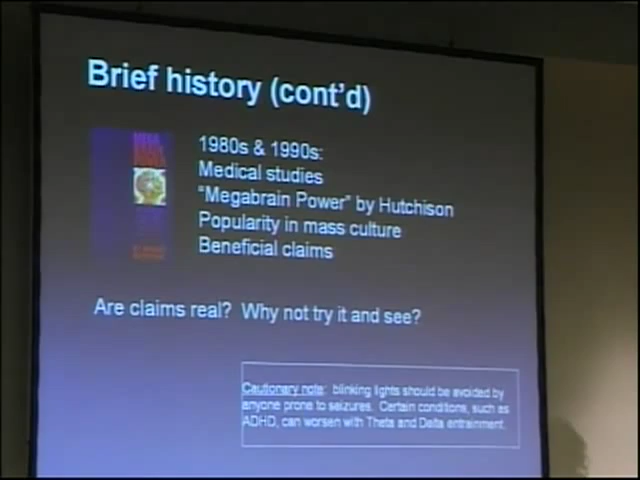 Brief history (cont'd)
1980s & 1990s:
Medical studies
"Megabrain Power" by Hutchison
Popularity in mass culture
Beneficial claims
Are claims real?  Why not try it and see?
Cautionary note:  blinking lights should be avoided by
anyone prone to seizures.  Certain conditions, such as
ADHD, can worsen with Theta and Delta entrainment.